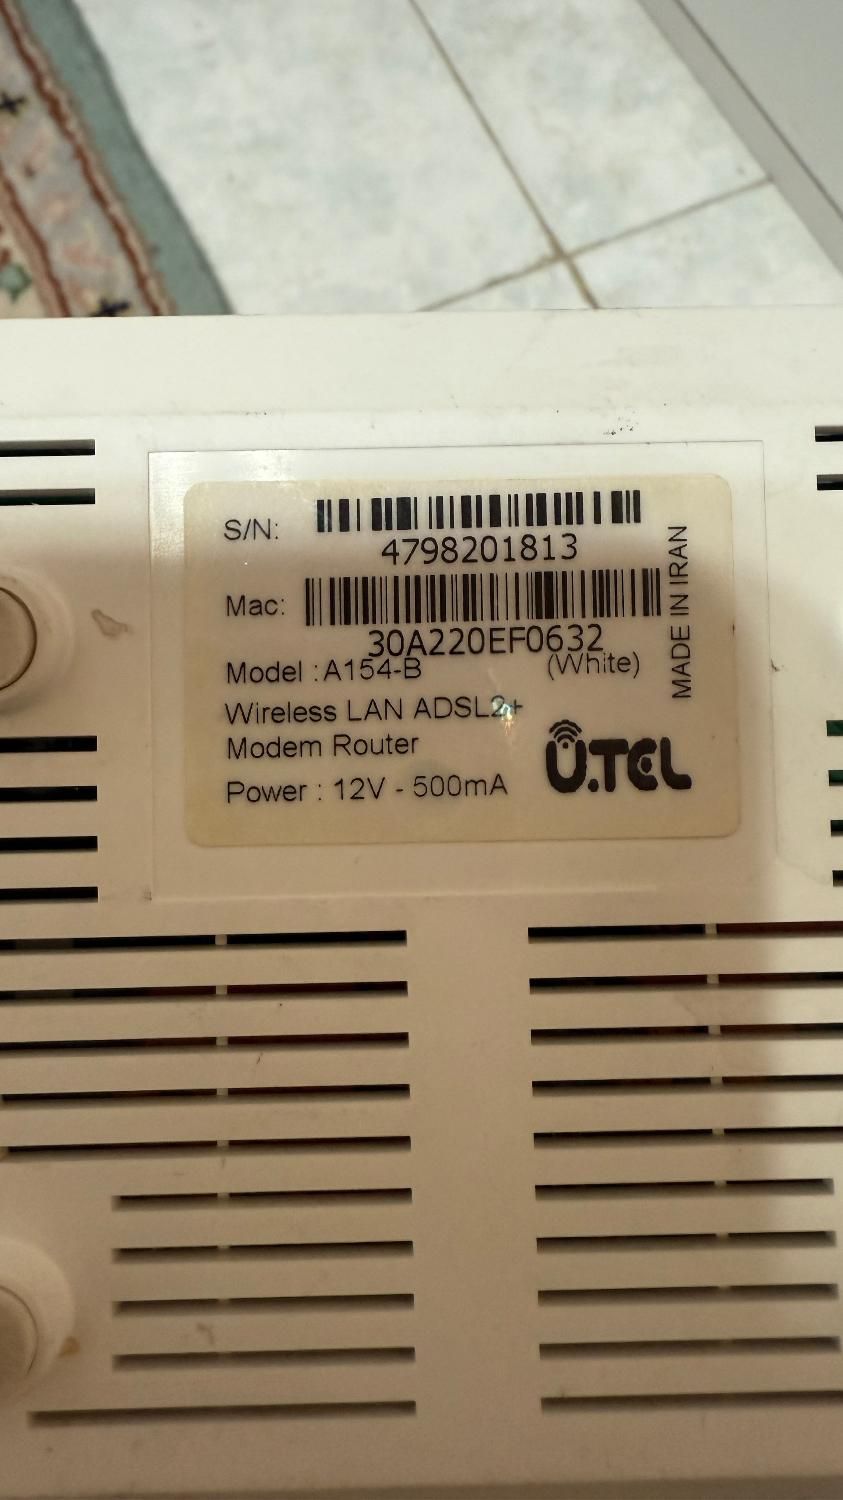 S/N:
4798201813
Mac:
30A220EF0632
Model : A154-B (White)
Wireless LAN ADSL2+
Modem Router
Power : 12V - 500mA
U.TEL
MADE IN IRAN